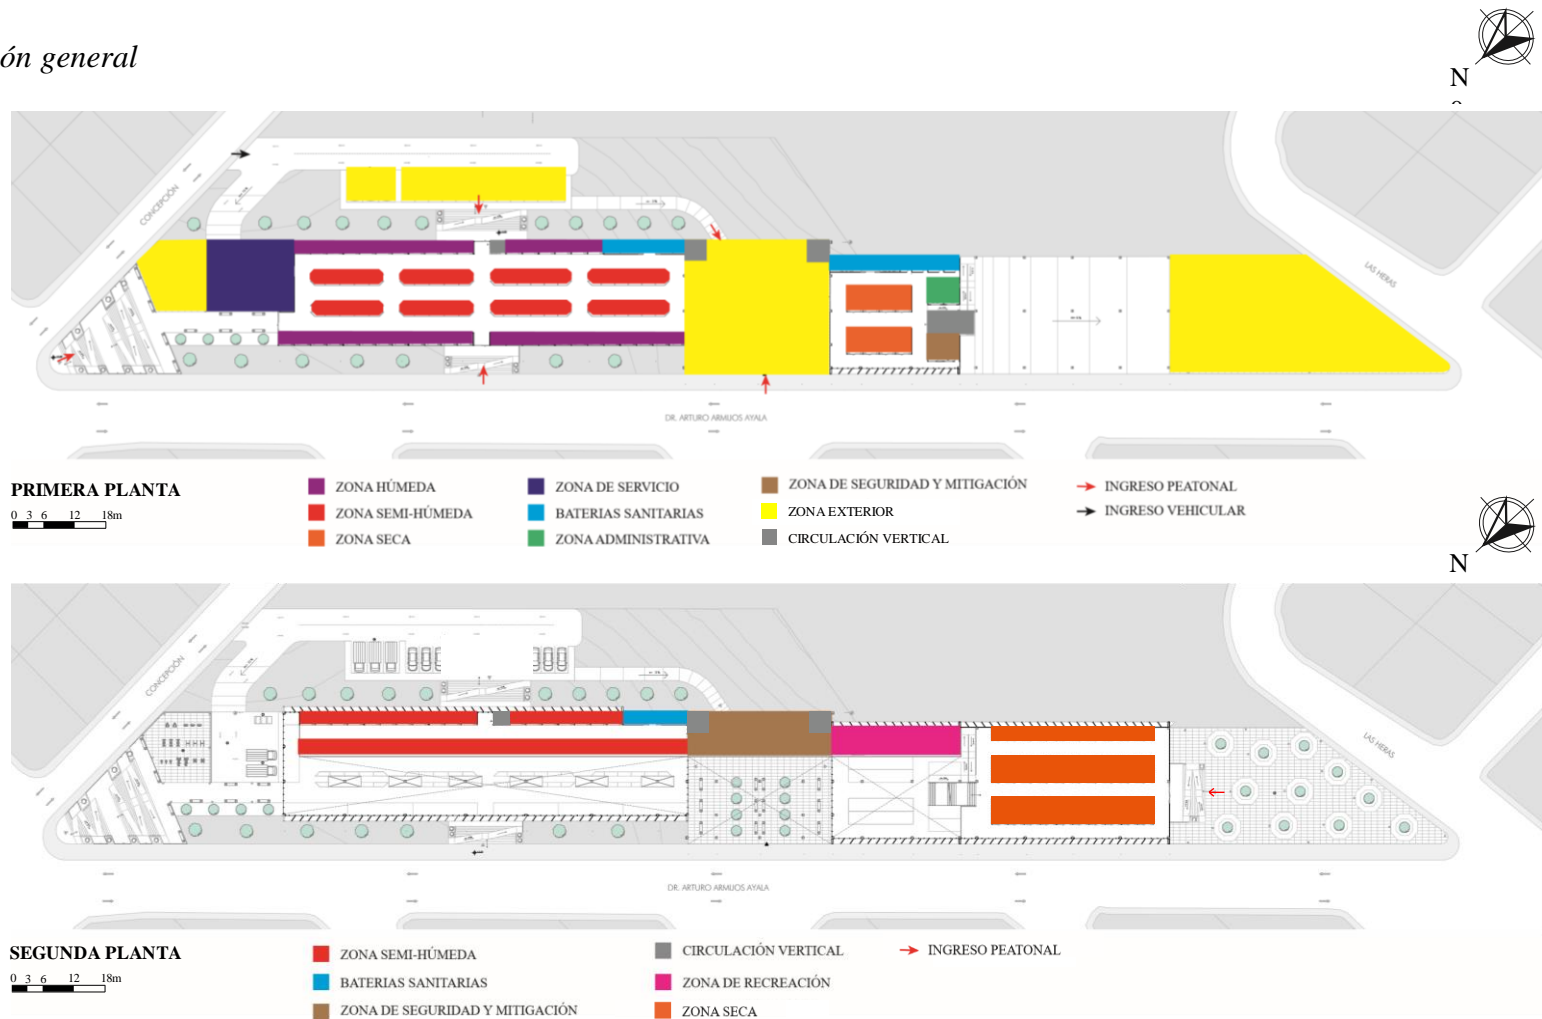 ón general
N
CONCEPCIÓN
LAS HERAS
DR. ARTURO ARMIJOS AYALA
PRIMERA PLANTA
0 3 6 12 18m
ZONA HÚMEDA
ZONA SEMI-HÚMEDA
ZONA SECA
ZONA DE SERVICIO
BATERIAS SANITARIAS
ZONA ADMINISTRATIVA
ZONA DE SEGURIDAD Y MITIGACIÓN
ZONA EXTERIOR
CIRCULACIÓN VERTICAL
INGRESO PEATONAL
INGRESO VEHICULAR
N
CONCEPCIÓN
LAS HERAS
DR. ARTURO ARMIJOS AYALA
SEGUNDA PLANTA
0 3 6 12 18m
ZONA SEMI-HÚMEDA
BATERIAS SANITARIAS
ZONA DE SEGURIDAD Y MITIGACIÓN
CIRCULACIÓN VERTICAL
ZONA DE RECREACIÓN
ZONA SECA
INGRESO PEATONAL